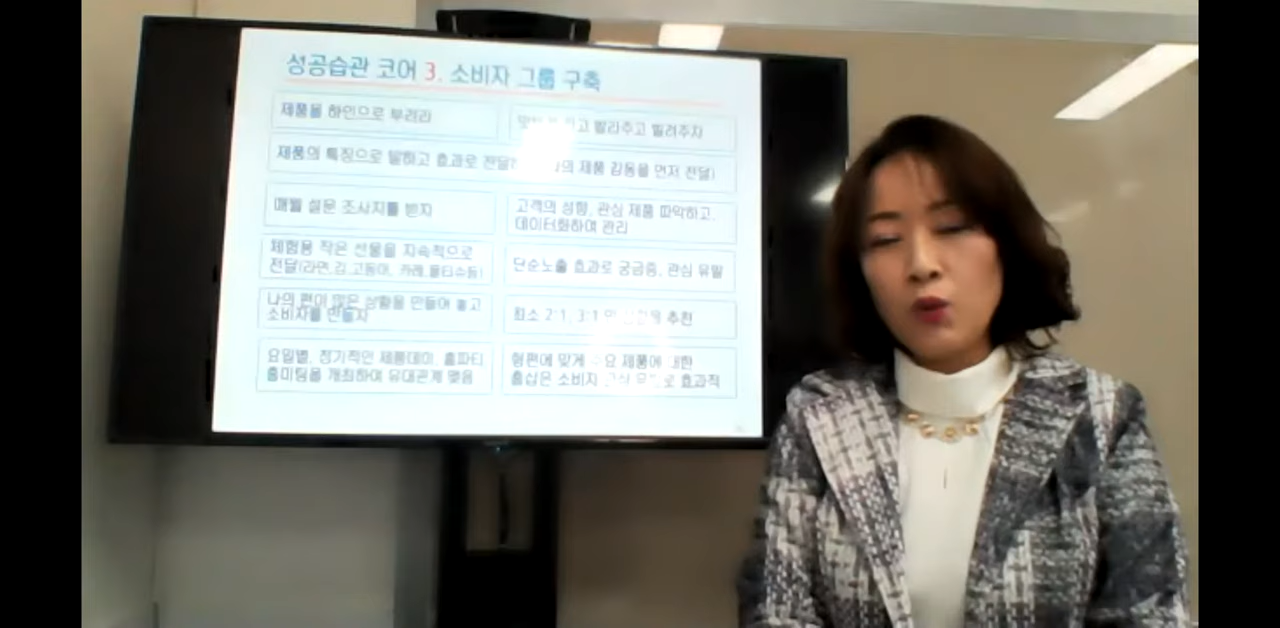 성공습관 코어 3. 소비자 그룹 구축
제품을 하인으로 부려라
발라주고 빌려주자
제품의 특징으로 말하고 효과로 전달
제품 감동을 먼저 전달)
매월 설문 조사지를 받자
고객의 성향, 관심 제품 파악하고,
데이터화하여 관리
체험용 작은 선물을 지속적으로
전달(라면,김,고등어, 카레,물티슈등)
단순노출 효과로 궁금증, 관심 유발
나의 편이 많은 상황을 만들어 놓고
소비자를 만들자
최소 2:1, 3:1 추천
요일별, 정기적인 제품데이, 홈파티
홈미팅을 개최하여 유대관계 맺음
형편에 맞게 제품에 대한
홈샵은 소비자 효과적